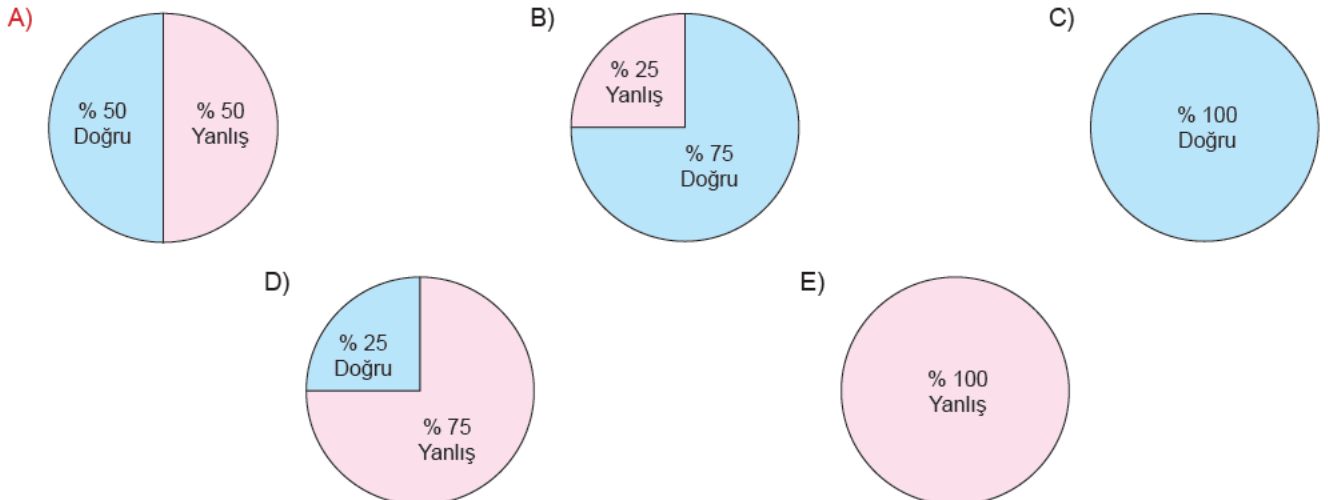 A)
% 50
Doğru
% 50
Yanlış
B)
% 25
Yanlış
% 75
Doğru
C)
% 100
Doğru
D)
% 25
Doğru
% 75
Yanlış
E)
% 100
Yanlış